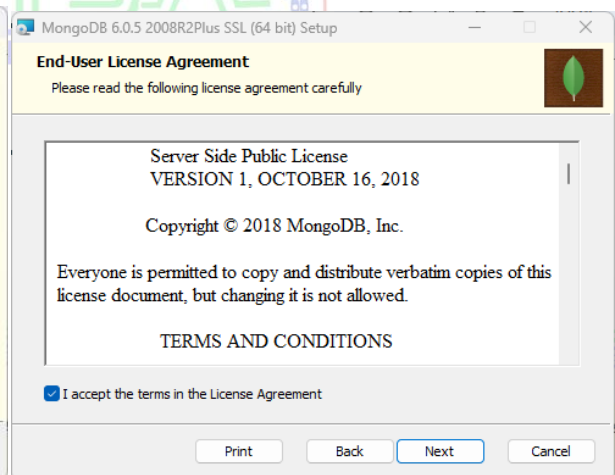 MongoDB 6.0.5 2008R2Plus SSL (64 bit) Setup
End-User License Agreement
Please read the following license agreement carefully
Server Side Public License
VERSION 1, OCTOBER 16, 2018
Copyright © 2018 MongoDB, Inc.
Everyone is permitted to copy and distribute verbatim copies of this
license document, but changing it is not allowed.
TERMS AND CONDITIONS
I accept the terms in the License Agreement
Print Back Next Cancel